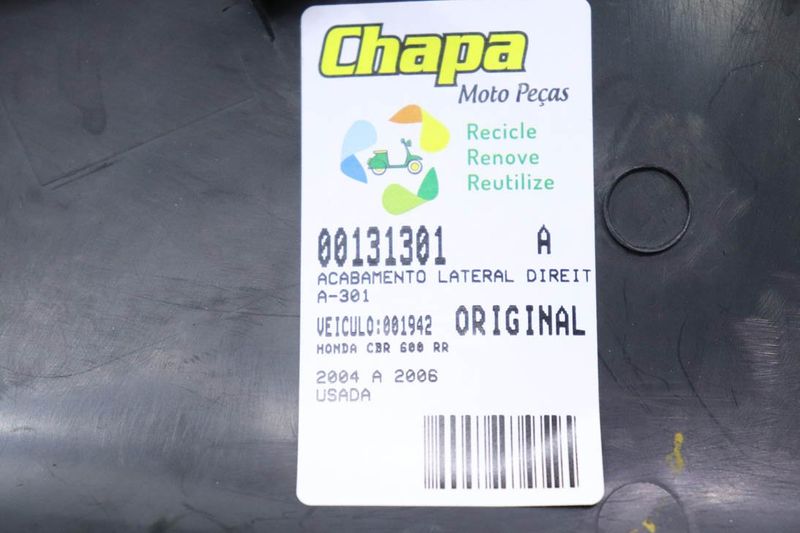 Chapa
Moto Peças
Recicle
Renove
Reutilize
00131301 A
ACABAMENTO LATERAL DIREIT
A-301
VEICULO:001942 ORIGINAL
HONDA CBR 600 RR
2004 A 2006
USADA